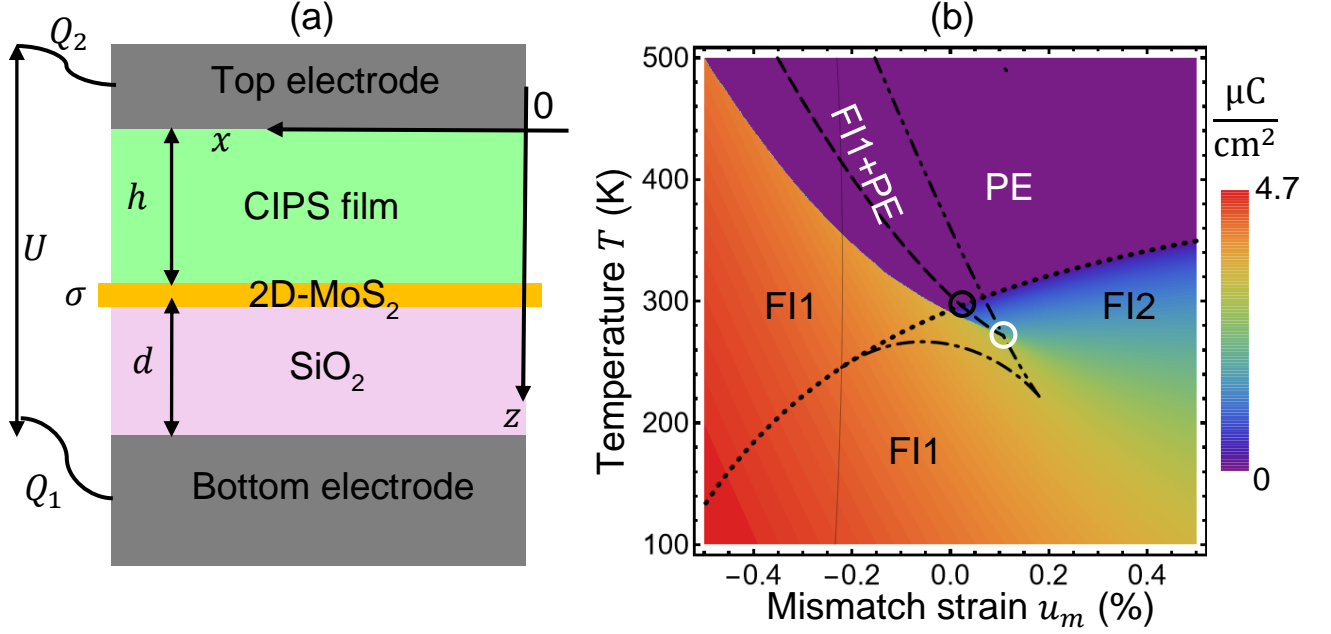 (a)
Q₂
Top electrode
0
x
h
CIPS film
U
σ
2D-MoS₂
d
SiO₂
z
Q₁
Bottom electrode
(b)
500
400
300
200
100
Temperature T (K)
FI1+PE
PE
FI1
FI2
FI1
−0.4 −0.2 0.0 0.2 0.4
Mismatch strain uₘ (%)
μC
cm²
4.7
0